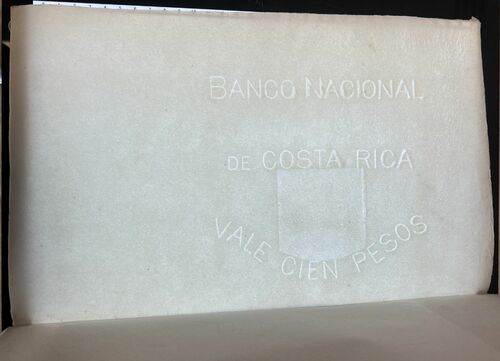 BANCO NACIONAL
DE COSTA RICA
VALE CIEN PESOS